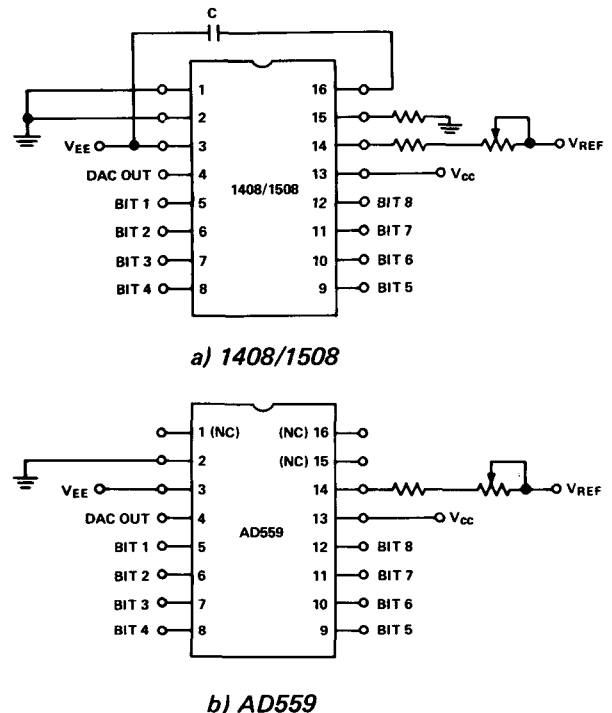 C
1 16
2 15
VEE 3 14 VREF
DAC OUT 4 13 Vcc
1408/1508
BIT 1 5 12 BIT 8
BIT 2 6 11 BIT 7
BIT 3 7 10 BIT 6
BIT 4 8 9 BIT 5
a) 1408/1508
1 (NC) (NC) 16
2 (NC) 15
VEE 3 14 VREF
DAC OUT 4 13 Vcc
AD559
BIT 1 5 12 BIT 8
BIT 2 6 11 BIT 7
BIT 3 7 10 BIT 6
BIT 4 8 9 BIT 5
b) AD559